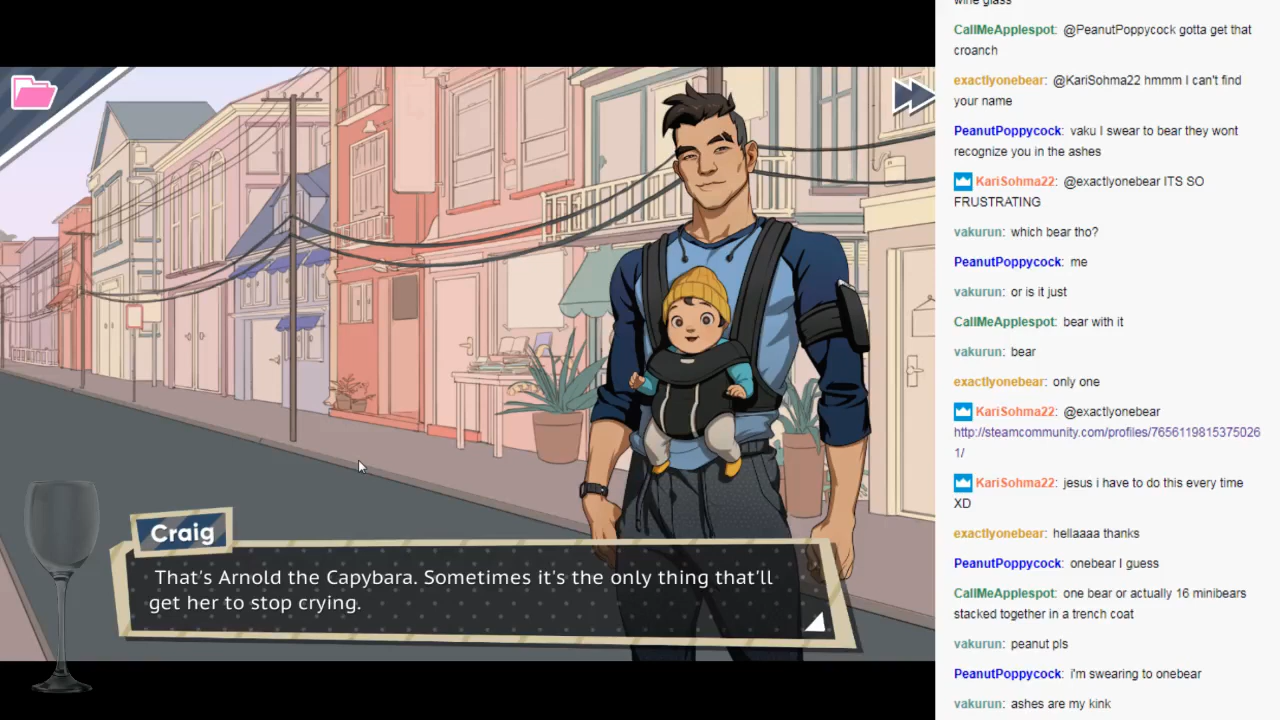 Craig
That's Arnold the Capybara. Sometimes it's the only thing that'll
get her to stop crying.
wine glass
CallMeApplespot: @PeanutPoppycock gotta get that
croanch
exactlyonebear: @KariSohma22 hmmm I can't find
your name
PeanutPoppycock: vaku I swear to bear they wont
recognize you in the ashes
KariSohma22: @exactlyonebear ITS SO
FRUSTRATING
vakurun: which bear tho?
PeanutPoppycock: me
vakurun: or is it just
CallMeApplespot: bear with it
vakurun: bear
exactlyonebear: only one
KariSohma22: @exactlyonebear
http://steamcommunity.com/profiles/7656119815375026
1/
KariSohma22: jesus i have to do this every time
XD
exactlyonebear: hellaaaa thanks
PeanutPoppycock: onebear I guess
CallMeApplespot: one bear or actually 16 minibears
stacked together in a trench coat
vakurun: peanut pls
PeanutPoppycock: i'm swearing to onebear
vakurun: ashes are my kink